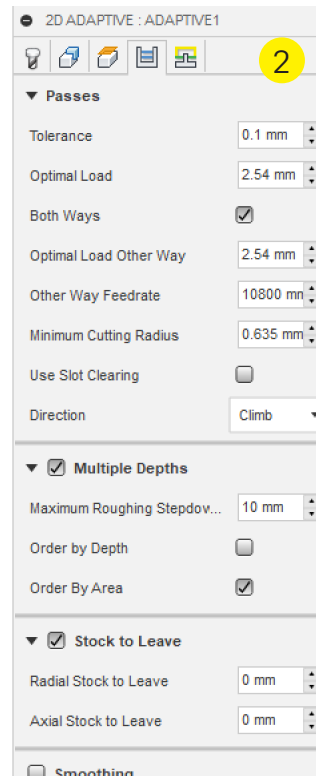 2D ADAPTIVE : ADAPTIVE1
2
Passes
Tolerance 0.1 mm
Optimal Load 2.54 mm
Both Ways
Optimal Load Other Way 2.54 mm
Other Way Feedrate 10800 mn
Minimum Cutting Radius 0.635 mm
Use Slot Clearing
Direction Climb
Multiple Depths
Maximum Roughing Stepdov... 10 mm
Order by Depth
Order By Area
Stock to Leave
Radial Stock to Leave 0 mm
Axial Stock to Leave 0 mm
Smoothing